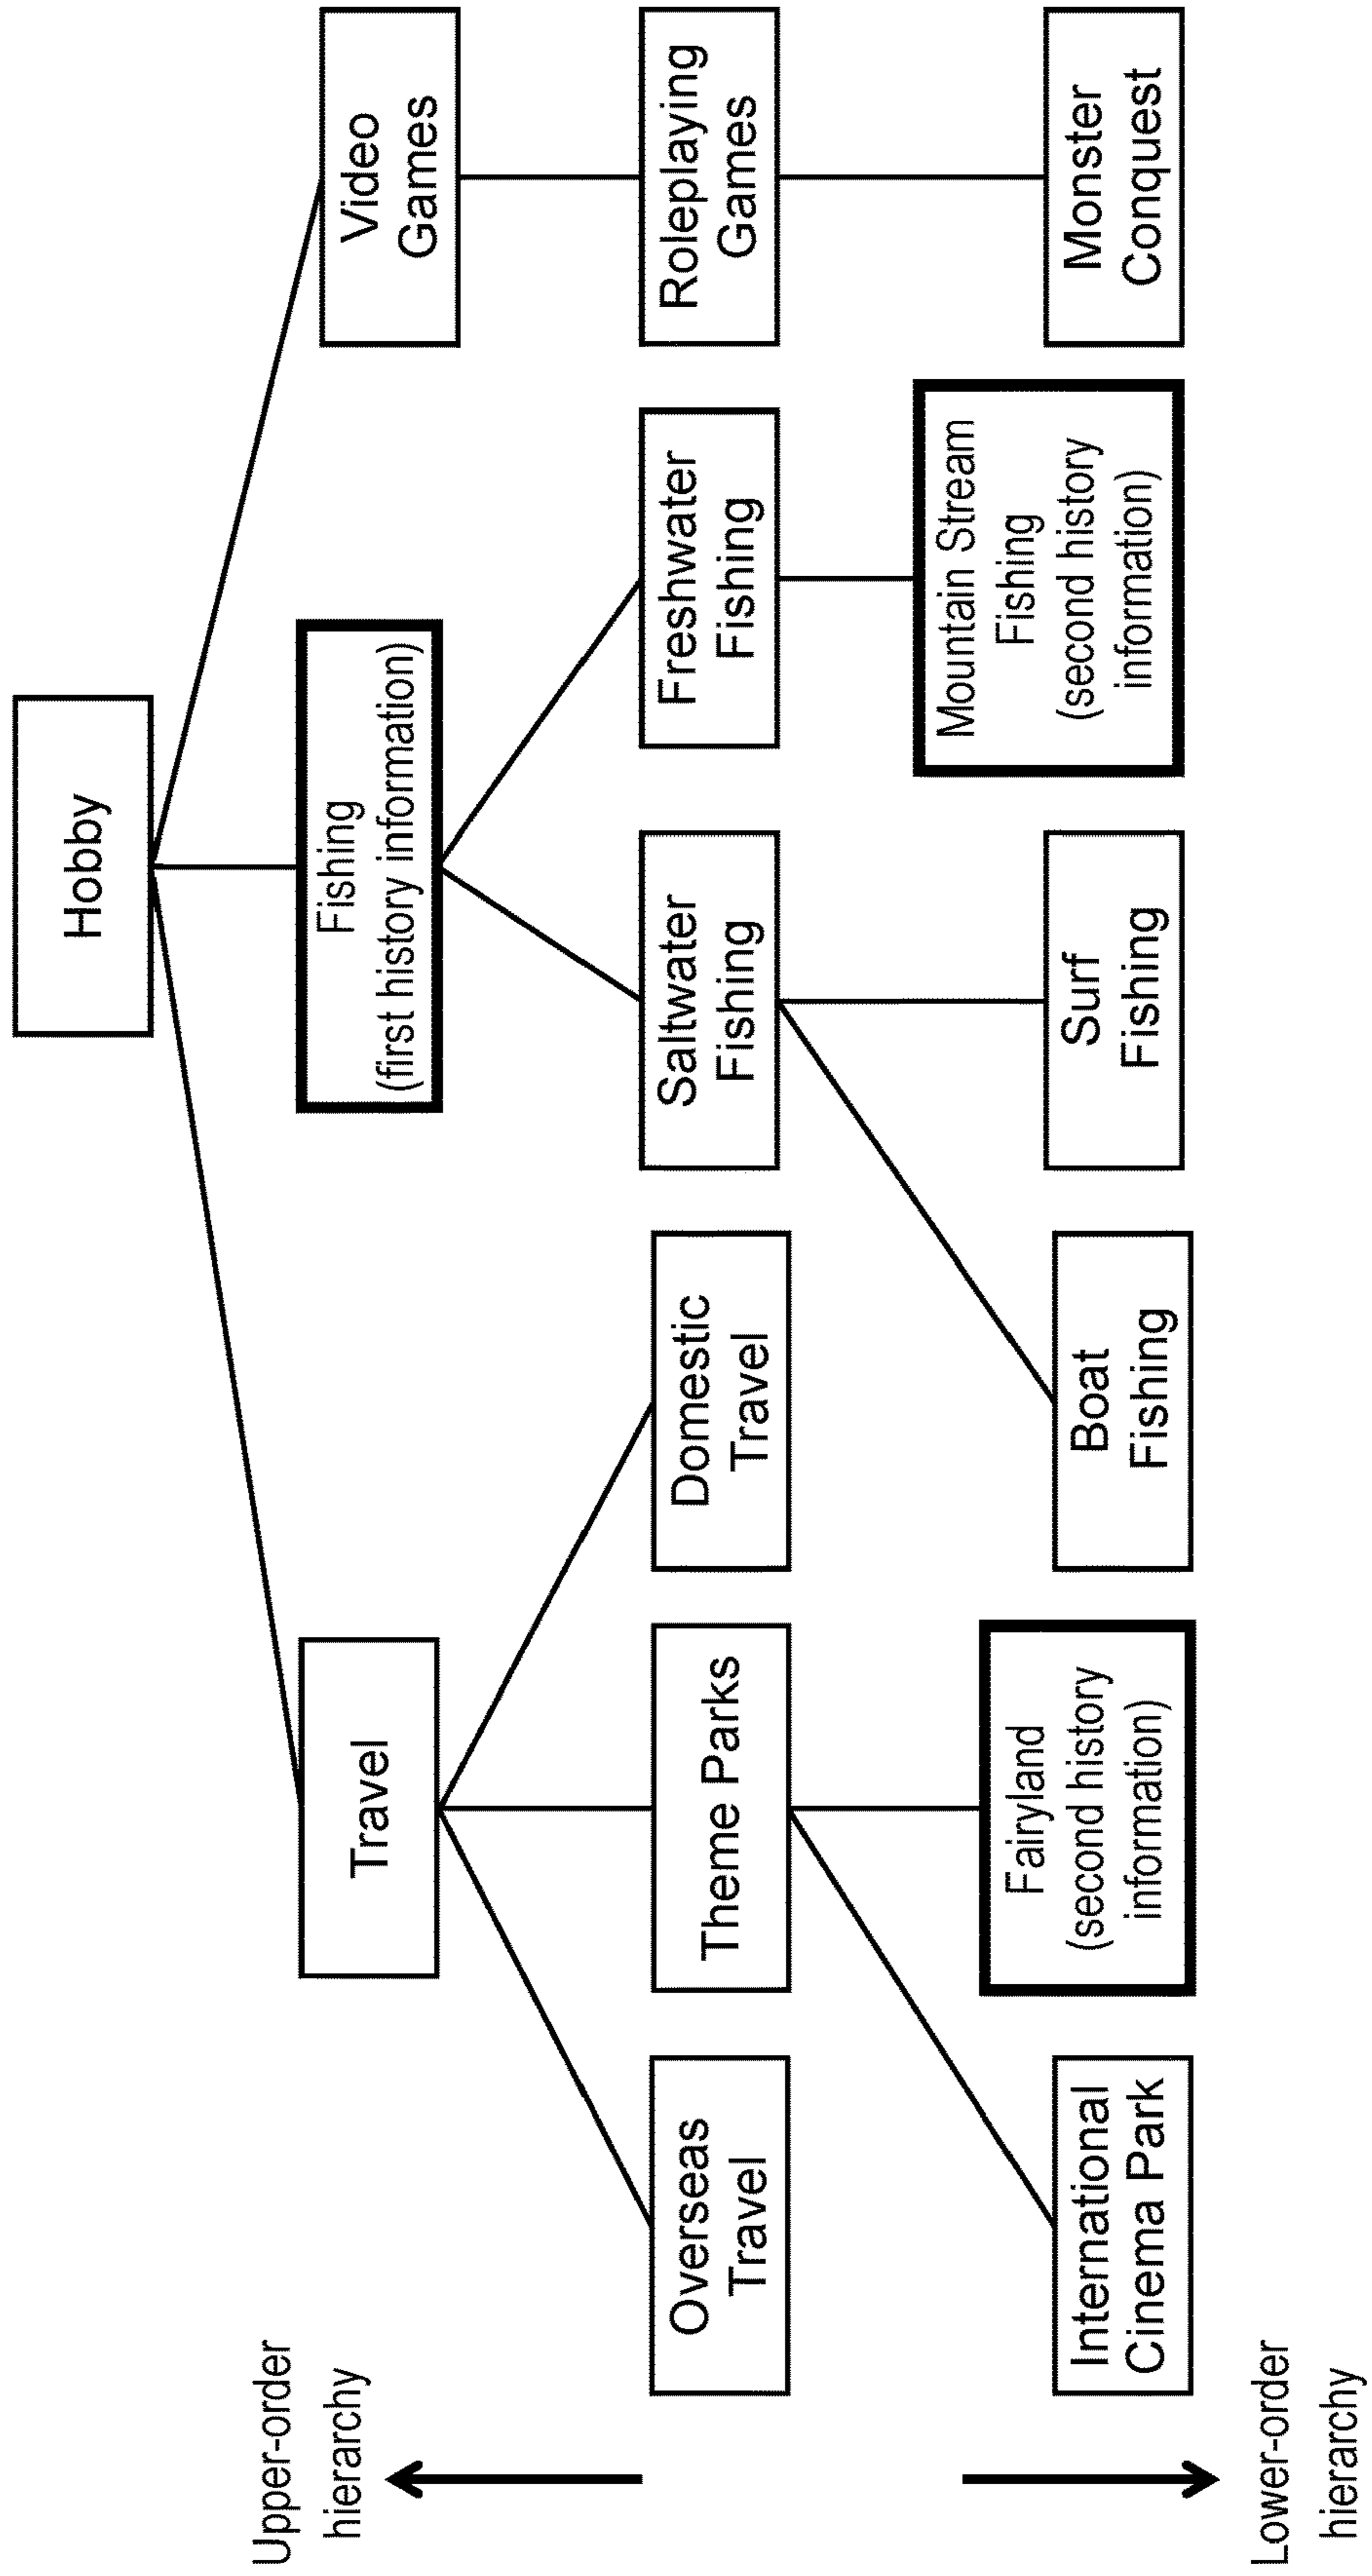 Hobby
Travel
Fishing
(first history information)
Video
Games
Overseas
Travel
Theme Parks
Domestic
Travel
Saltwater
Fishing
Freshwater
Fishing
Roleplaying
Games
International
Cinema Park
Fairyland
(second history
information)
Boat
Fishing
Surf
Fishing
Mountain Stream
Fishing
(second history
information)
Monster
Conquest
Upper-order
hierarchy
Lower-order
hierarchy